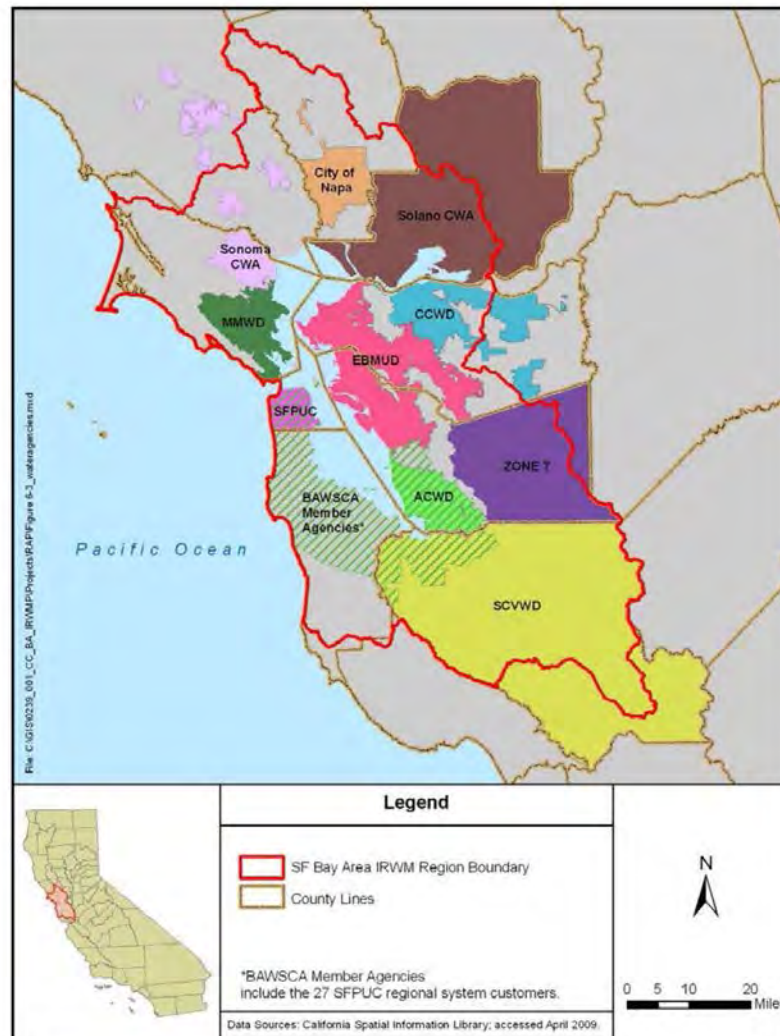 City of
Napa
Solano CWA
Sonoma
CWA
MMWD
CCWD
EBMUD
SFPUC
ZONE 7
ACWD
BAWSCA
Member
Agencies*
Pacific Ocean
SCVWD
Legend
SF Bay Area IRWM Region Boundary
County Lines
*BAWSCA Member Agencies
include the 27 SFPUC regional system customers.
Data Sources: California Spatial Information Library; accessed April 2009.
N
0 5 10 20
Mile